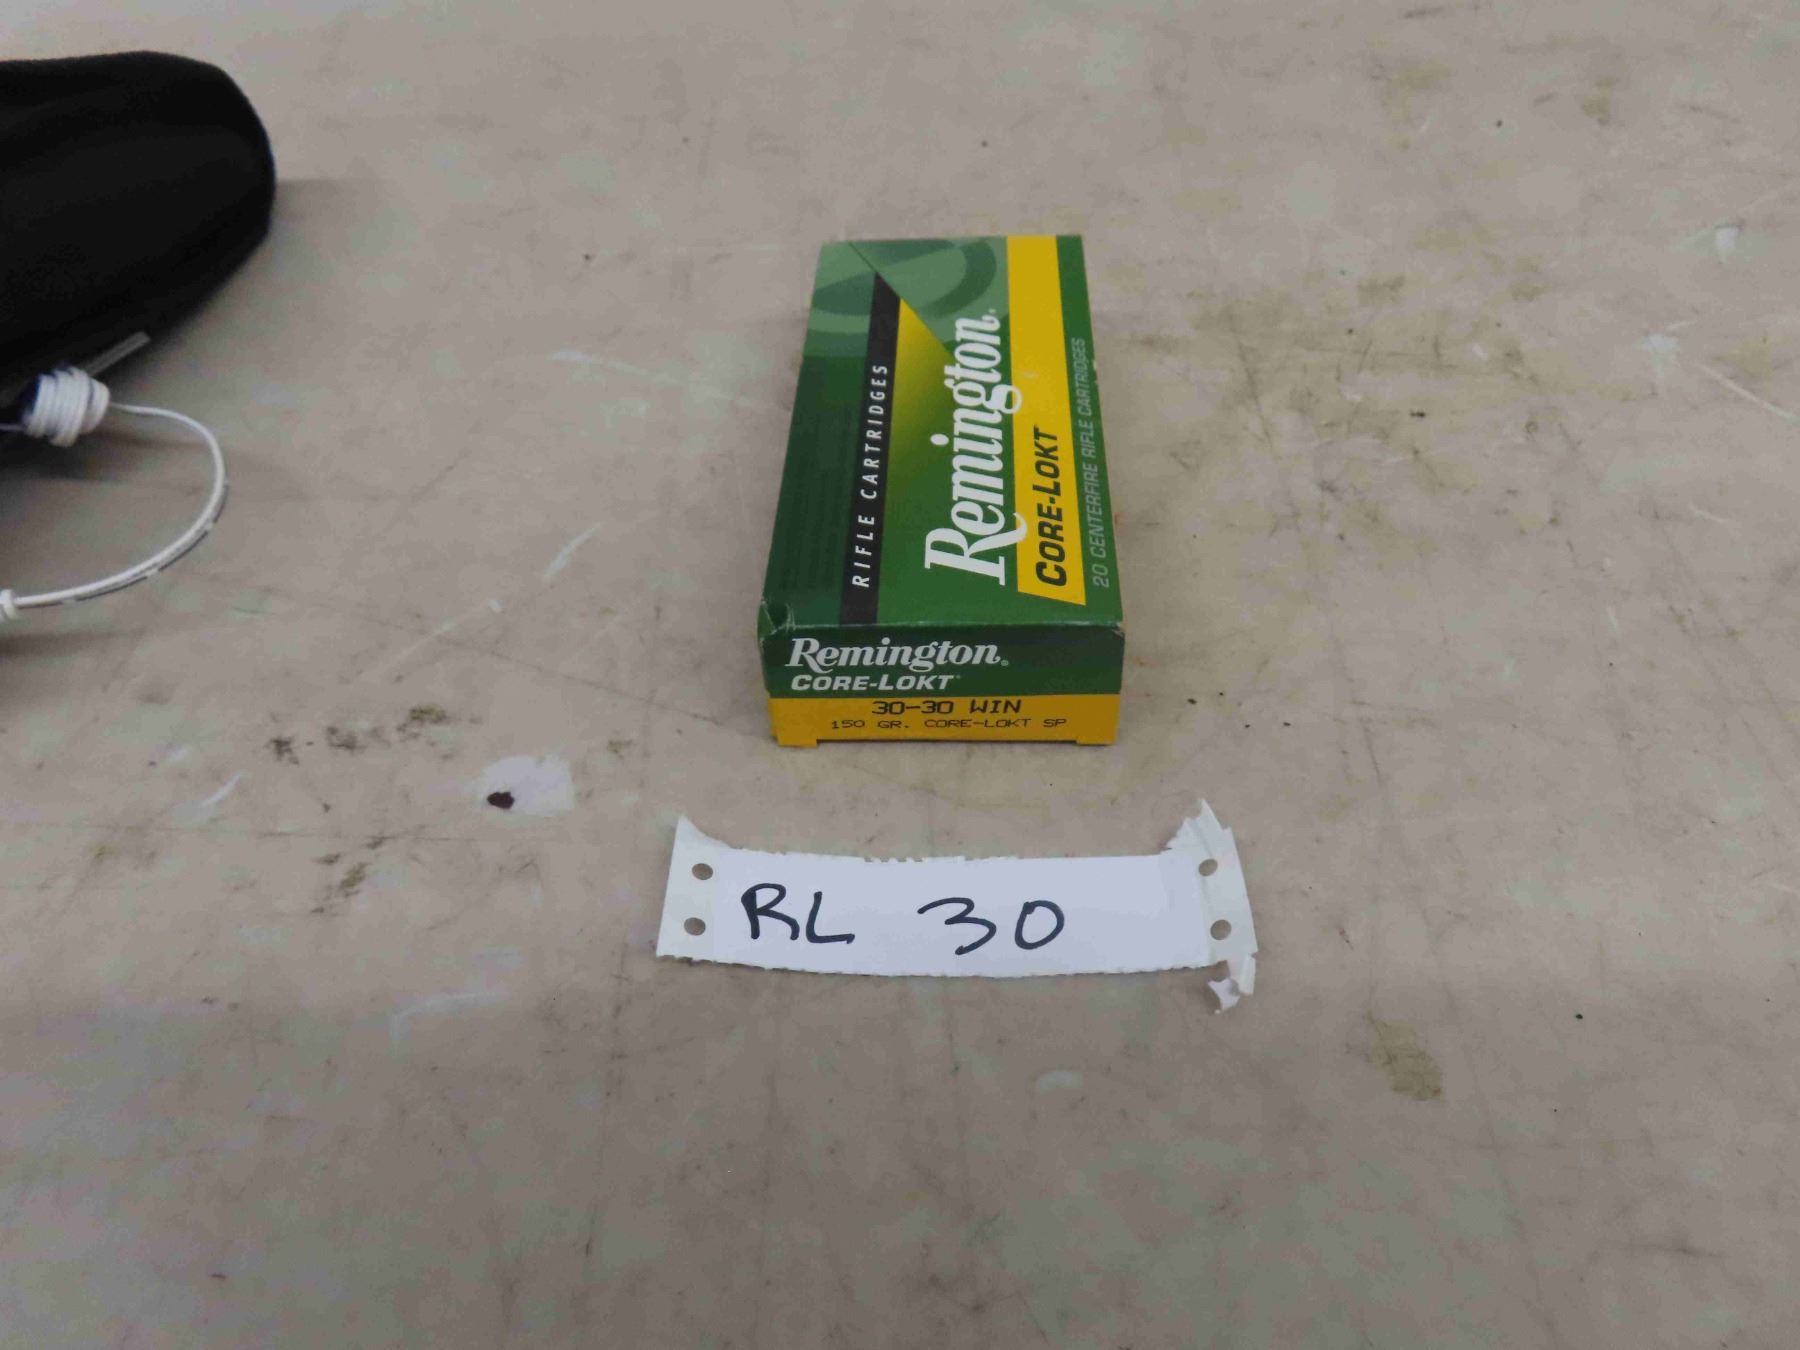 RIFLE CARTRIDGES
Remington®
CORE-LOKT
20 CENTERFIRE RIFLE CARTRIDGES
Remington®
CORE-LOKT
30-30 WIN
150 GR. CORE-LOKT SP
RL 30